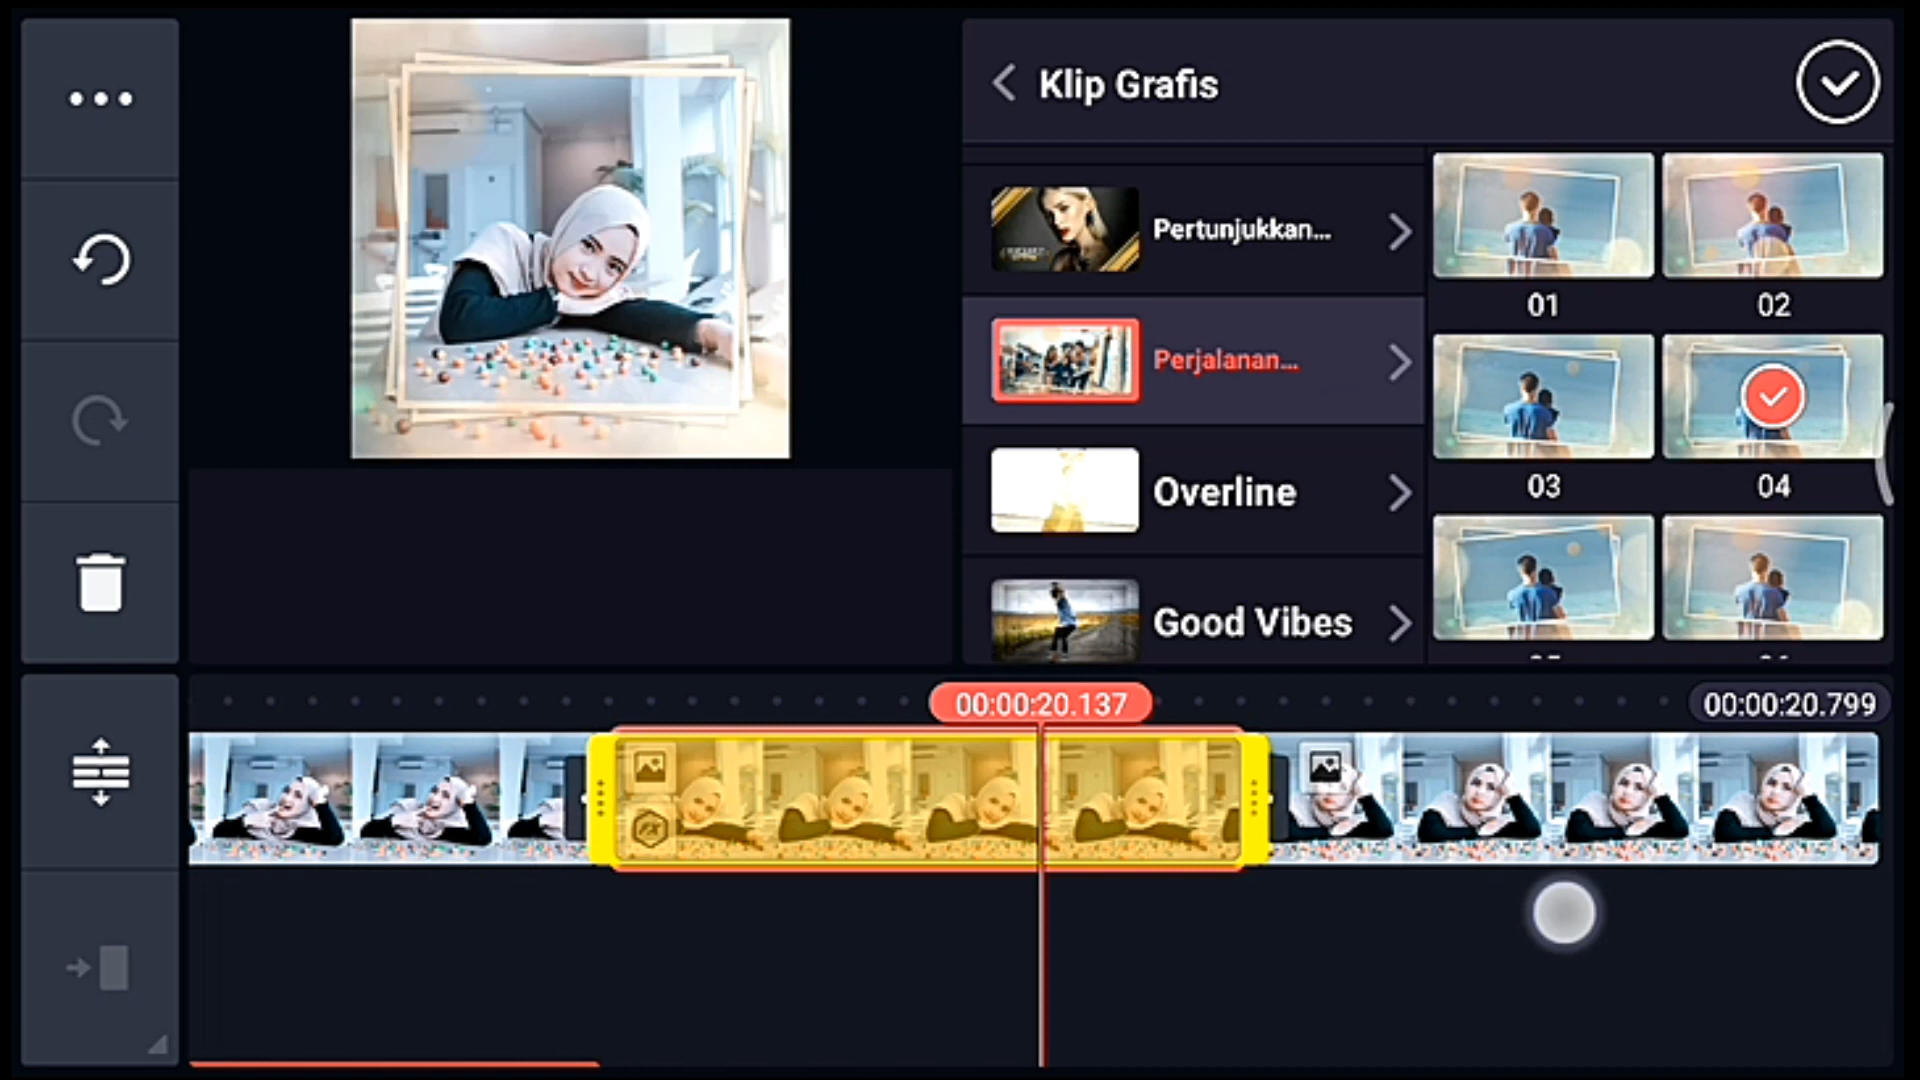 Klip Grafis
Pertunjukkan...
Perjalanan...
Overline
Good Vibes
01
02
03
04
00:00:20.137
00:00:20.799